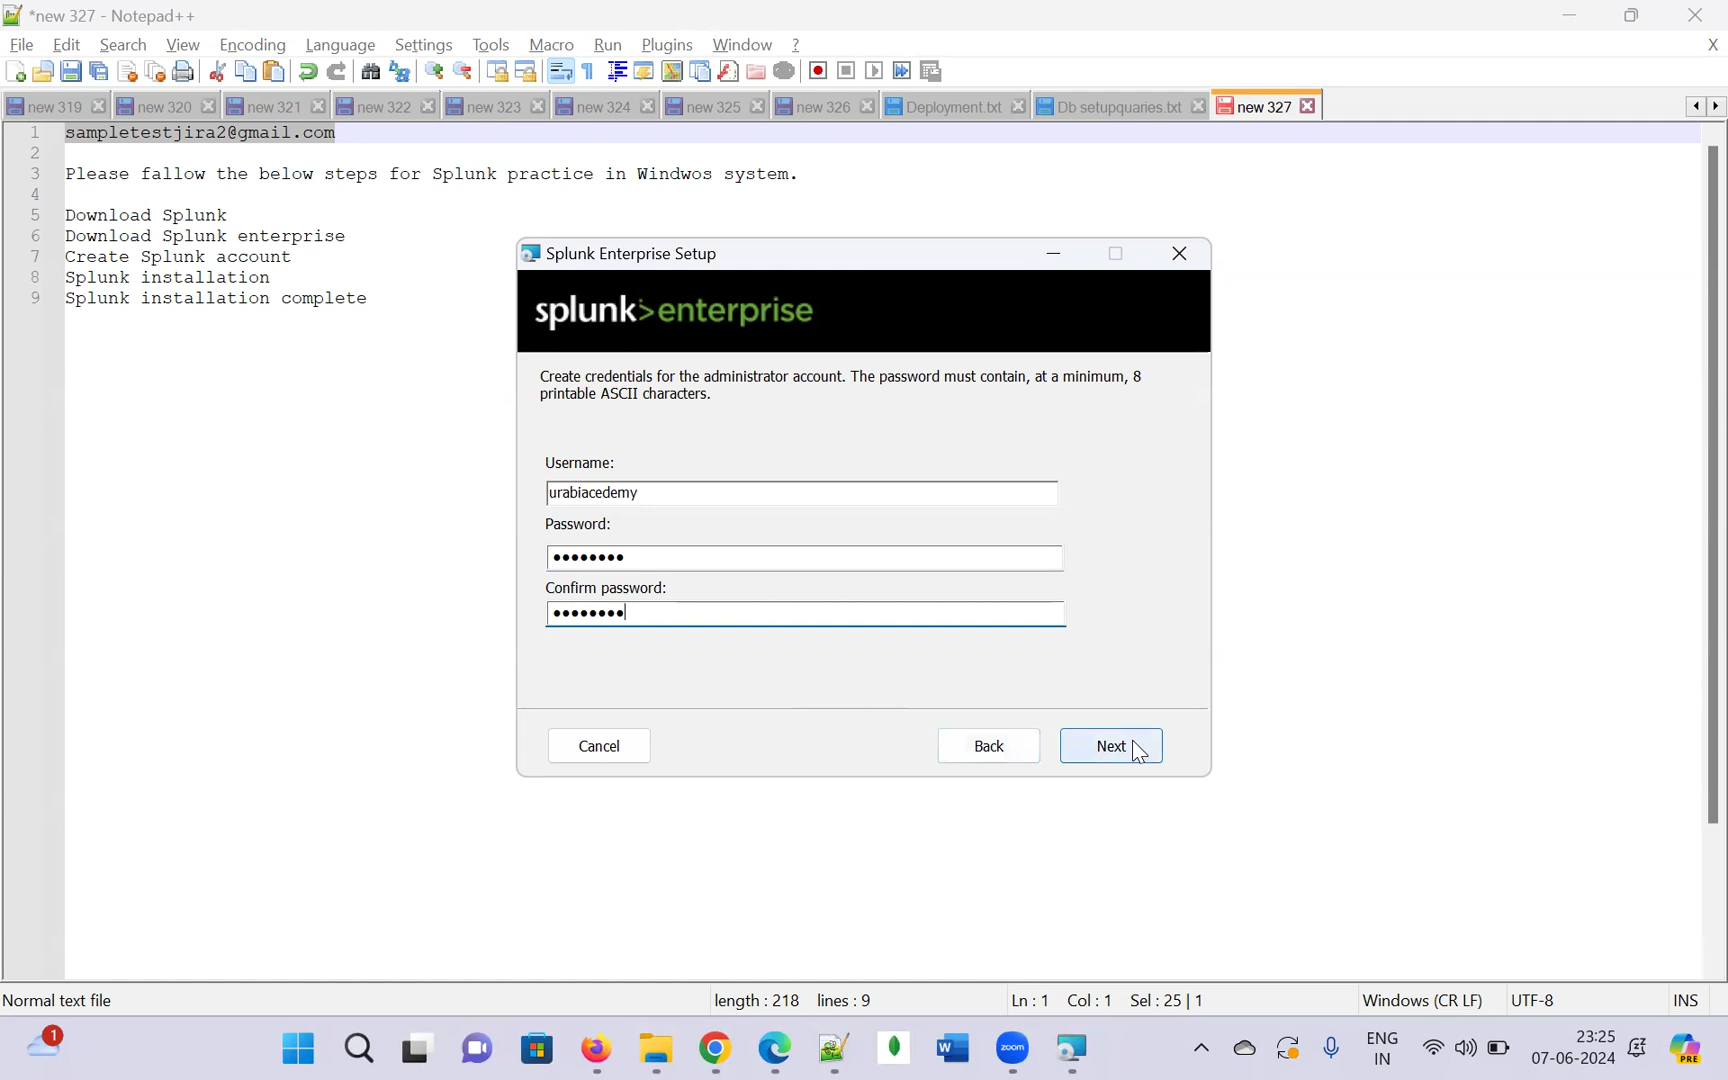 *new 327 - Notepad++
File Edit Search View Encoding Language Settings Tools Macro Run Plugins Window ? X
new 319 new 320 new 321 new 322 new 323 new 324 new 325 new 326 Deployment.txt Db setupquaries.txt new 327
1 sampletestjira2@gmail.com
2
3 Please fallow the below steps for Splunk practice in Windwos system.
4
5 Download Splunk
6 Download Splunk enterprise
7 Create Splunk account
8 Splunk installation
9 Splunk installation complete
Splunk Enterprise Setup
splunk>enterprise
Create credentials for the administrator account. The password must contain, at a minimum, 8
printable ASCII characters.
Username:
urabiacedemy
Password:
••••••••
Confirm password:
••••••••
Cancel Back Next
Normal text file length : 218 lines : 9 Ln : 1 Col : 1 Sel : 25 | 1 Windows (CR LF) UTF-8 INS
1 W zoom ENG 23:25
IN 07-06-2024 PRE